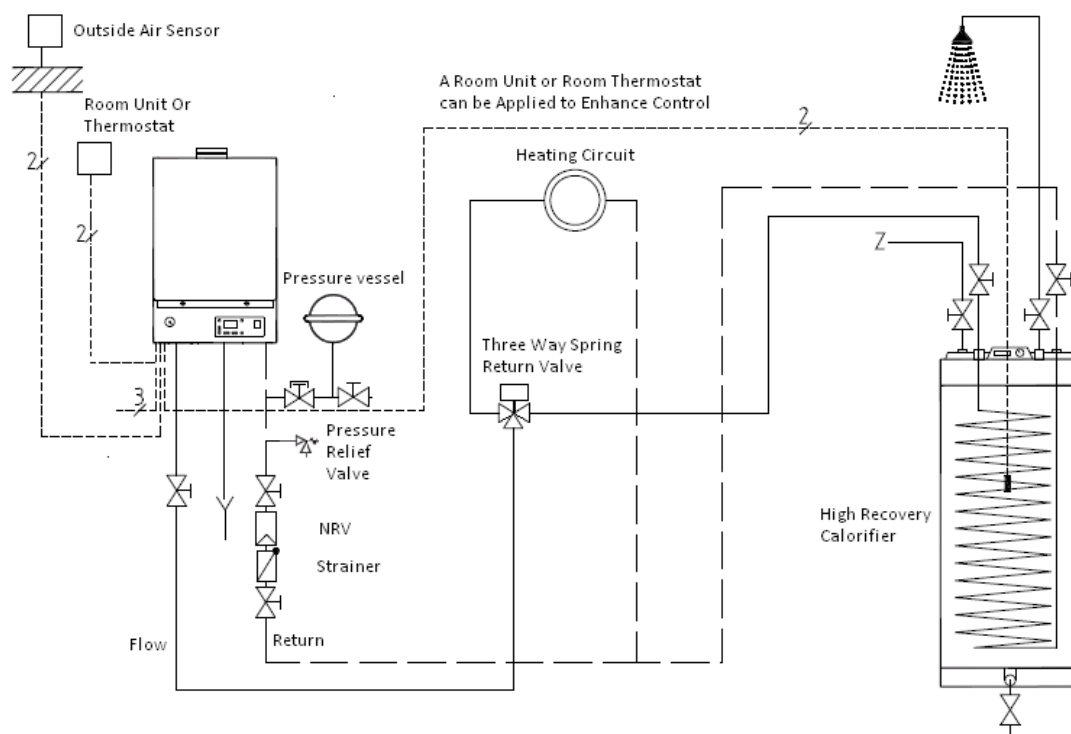 Outside Air Sensor
A Room Unit or Room Thermostat
can be Applied to Enhance Control
Room Unit Or
Thermostat
2
2
2
Heating Circuit
Z
Pressure vessel
Three Way Spring
Return Valve
3
Pressure
Relief
Valve
NRV
Strainer
High Recovery
Calorifier
Flow
Return